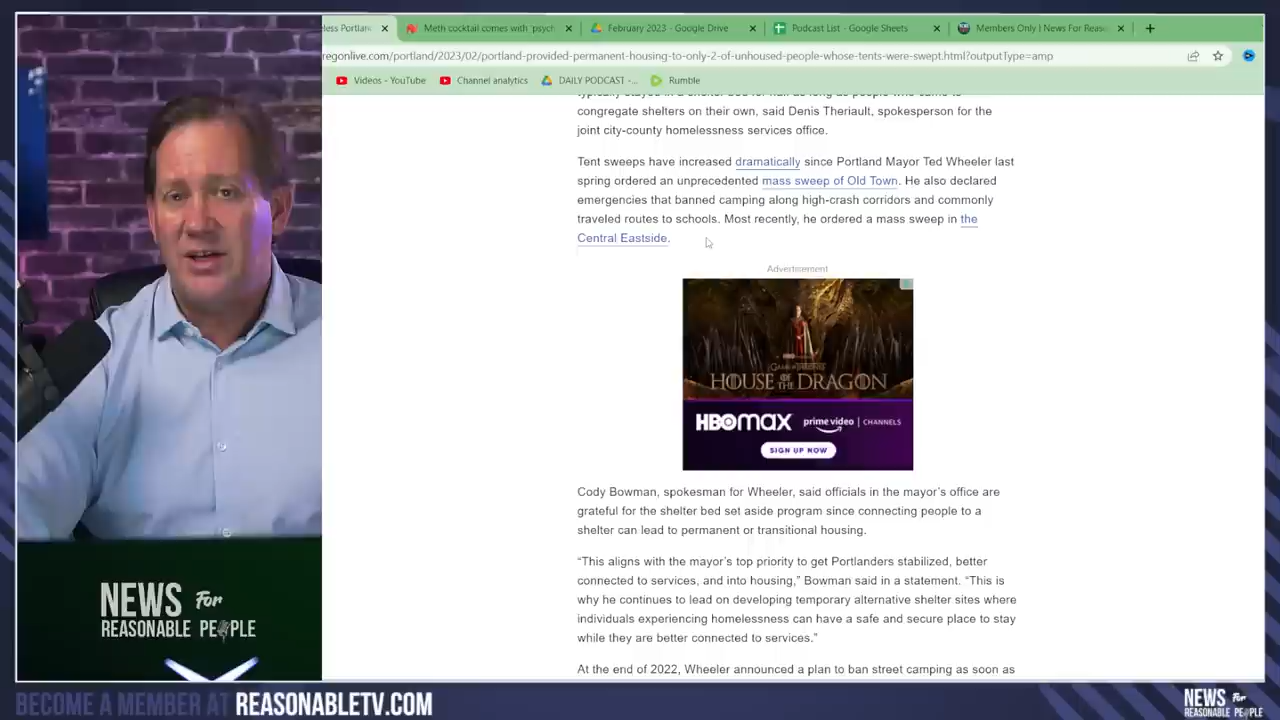 eless Portlan
Meth cocktail comes with 'psych
February 2023 - Google Drive
Podcast List - Google Sheets
Members Only | News For Reaso
regonlive.com/portland/2023/02/portland-provided-permanent-housing-to-only-2-of-unhoused-people-whose-tents-were-swept.html?outputType=amp
Videos - YouTube
Channel analytics
DAILY PODCAST -...
Rumble
congregate shelters on their own, said Denis Theriault, spokesperson for the
joint city-county homelessness services office.
Tent sweeps have increased dramatically since Portland Mayor Ted Wheeler last
spring ordered an unprecedented mass sweep of Old Town. He also declared
emergencies that banned camping along high-crash corridors and commonly
traveled routes to schools. Most recently, he ordered a mass sweep in the
Central Eastside.
Advertisement
HBO
GAME OF THRONES
HOUSE OF THE DRAGON
HBOMAX
prime video | CHANNELS
SIGN UP NOW
Cody Bowman, spokesman for Wheeler, said officials in the mayor's office are
grateful for the shelter bed set aside program since connecting people to a
shelter can lead to permanent or transitional housing.
“This aligns with the mayor's top priority to get Portlanders stabilized, better
connected to services, and into housing,” Bowman said in a statement. “This is
why he continues to lead on developing temporary alternative shelter sites where
individuals experiencing homelessness can have a safe and secure place to stay
while they are better connected to services.”
At the end of 2022, Wheeler announced a plan to ban street camping as soon as
NEWS For
REASONABLE PEOPLE
BECOME A MEMBER AT REASONABLETV.COM
NEWS For
REASONABLE PEOPLE